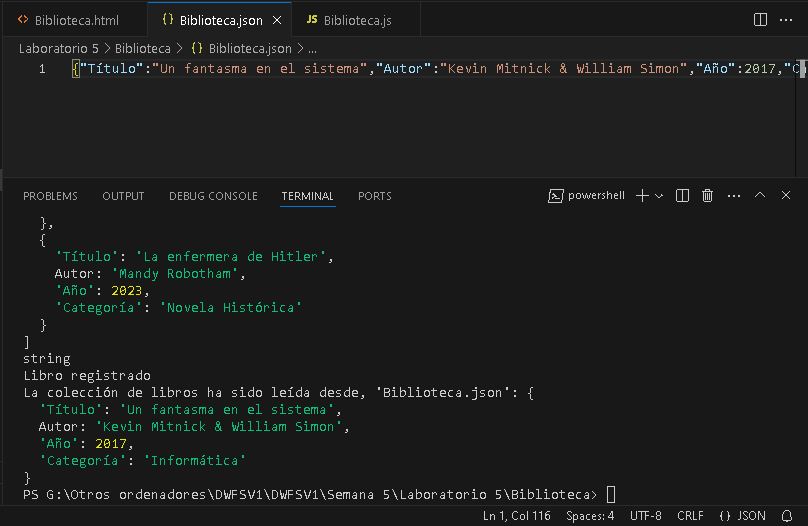 Biblioteca.html
Biblioteca.json
Biblioteca.js
Laboratorio 5 > Biblioteca > {} Biblioteca.json > ...
1 {"Título":"Un fantasma en el sistema","Autor":"Kevin Mitnick & William Simon","Año":2017,"C
PROBLEMS OUTPUT DEBUG CONSOLE TERMINAL PORTS powershell
},
{
'Título': 'La enfermera de Hitler',
Autor: 'Mandy Robotham',
'Año': 2023,
'Categoría': 'Novela Histórica'
}
]
string
Libro registrado
La colección de libros ha sido leída desde, 'Biblioteca.json': {
'Título': 'Un fantasma en el sistema',
Autor: 'Kevin Mitnick & William Simon',
'Año': 2017,
'Categoría': 'Informática'
}
PS G:\Otros ordenadores\DWFSV1\DWFSV1\Semana 5\Laboratorio 5\Biblioteca>
Ln 1, Col 116 Spaces: 4 UTF-8 CRLF {} JSON